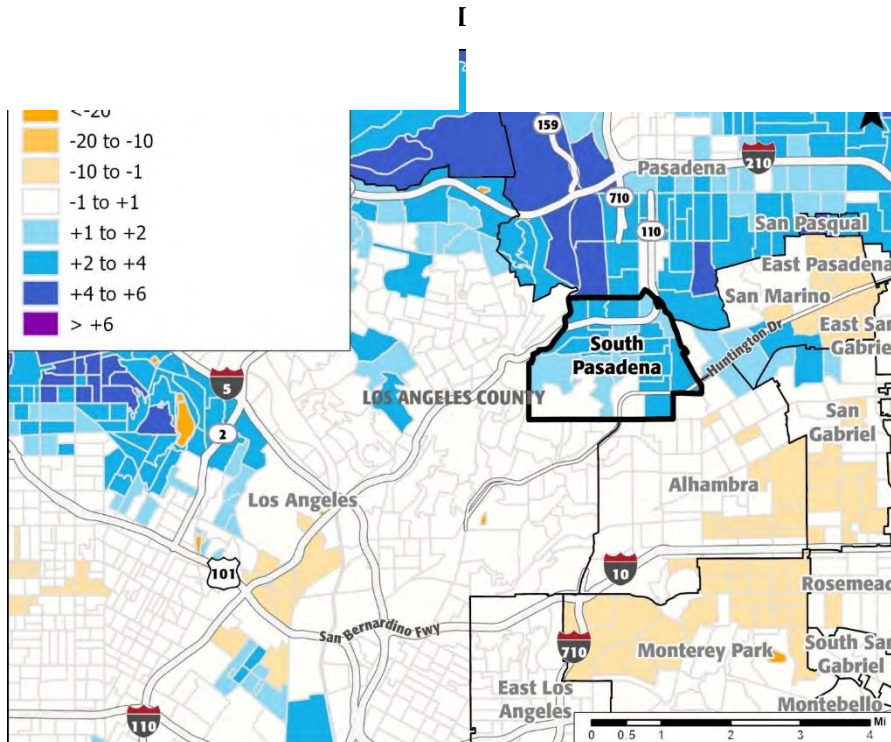 <-20
-20 to -10
-10 to -1
-1 to +1
+1 to +2
+2 to +4
+4 to +6
> +6
159
Pasadena
210
710
110
San Pasqual
East Pasadena
San Marino
East San
Gabriel
Huntington Dr
South
Pasadena
5
LOS ANGELES COUNTY
2
San
Gabriel
Los Angeles
Alhambra
101
10
Rosemead
San Bernardino Fwy
710
Monterey Park
South San
Gabriel
East Los
Angeles
Montebello
110
Mi
0 0.5 1 2 3 4